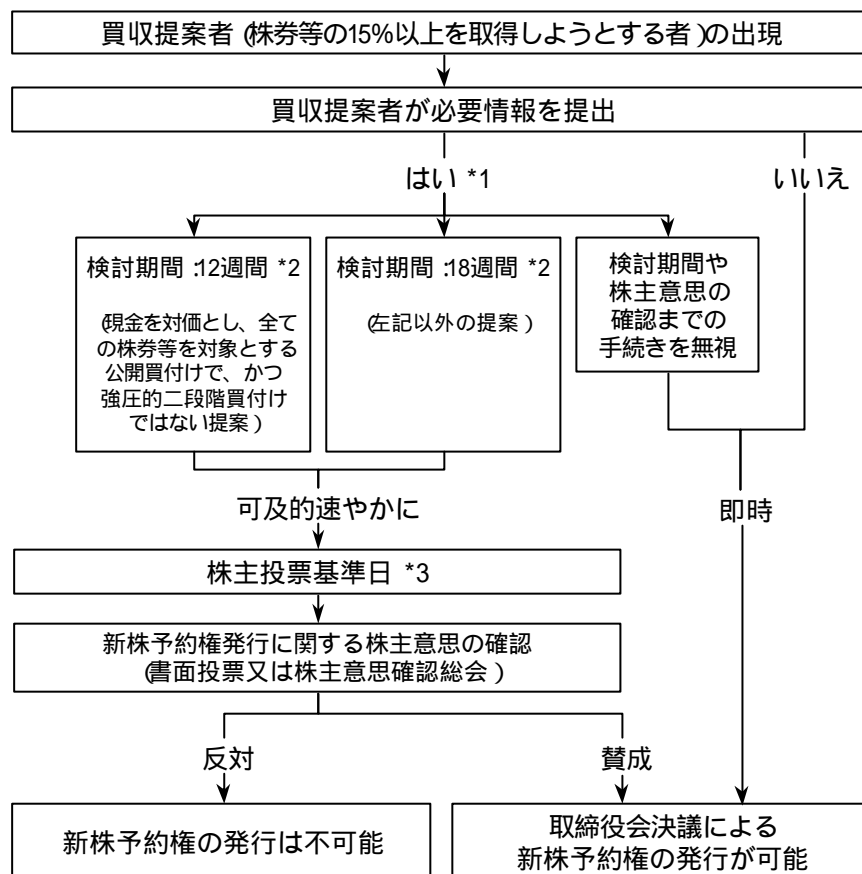 買収提案者（株券等の15%以上を取得しようとする者）の出現
買収提案者が必要情報を提出
はい *1
いいえ
検討期間:12週間 *2
（現金を対価とし、全て
の株券等を対象とする
公開買付けで、かつ
強圧的二段階買付け
ではない提案）
検討期間:18週間 *2
（左記以外の提案）
検討期間や
株主意思の
確認までの
手続きを無視
可及的速やかに
即時
株主投票基準日 *3
新株予約権発行に関する株主意思の確認
（書面投票又は株主意思確認総会）
反対
賛成
新株予約権の発行は不可能
取締役会決議による
新株予約権の発行が可能